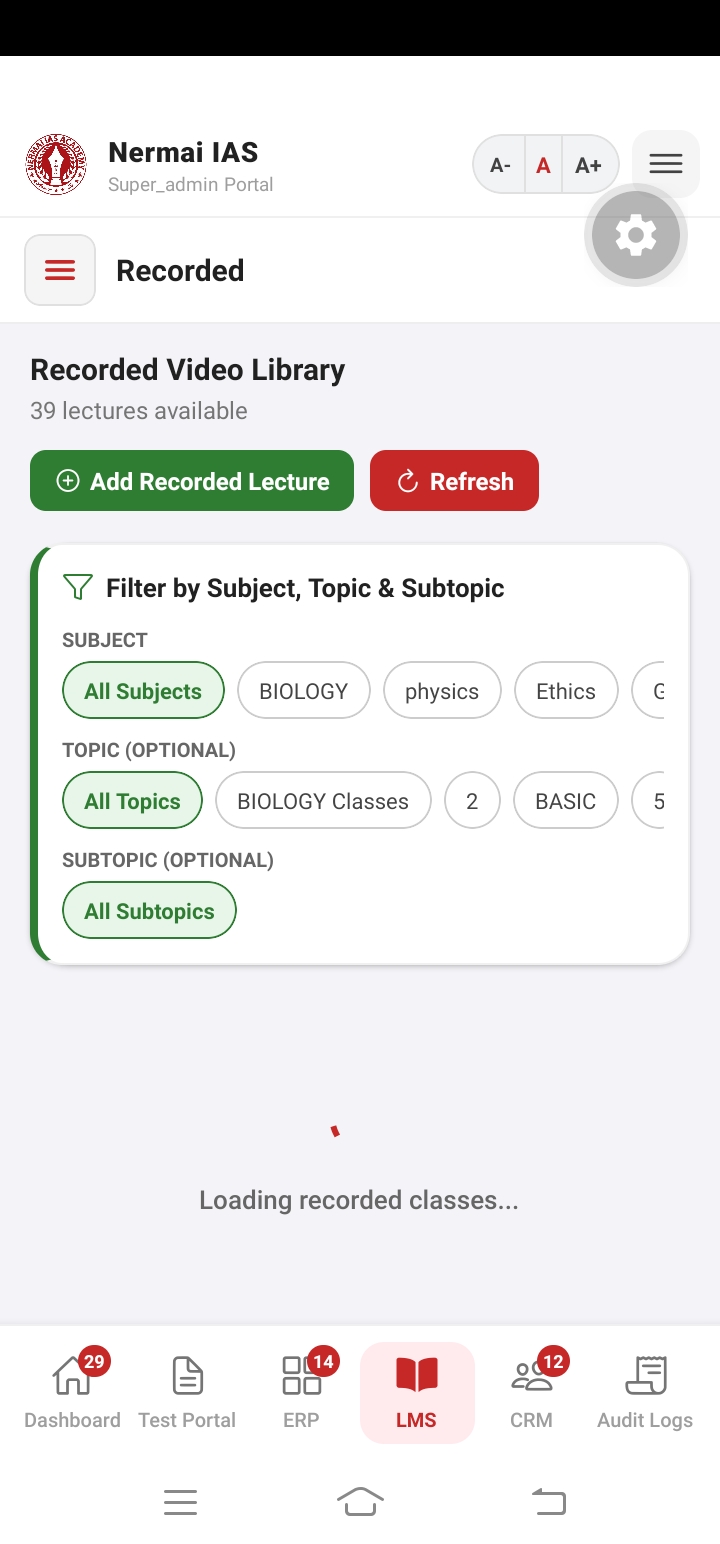 Nermai IAS
Super_admin Portal
A- A A+
Recorded
Recorded Video Library
39 lectures available
Add Recorded Lecture
Refresh
Filter by Subject, Topic & Subtopic
SUBJECT
All Subjects BIOLOGY physics Ethics
TOPIC (OPTIONAL)
All Topics BIOLOGY Classes 2 BASIC 5
SUBTOPIC (OPTIONAL)
All Subtopics
Loading recorded classes...
29 14 12
Dashboard Test Portal ERP LMS CRM Audit Logs